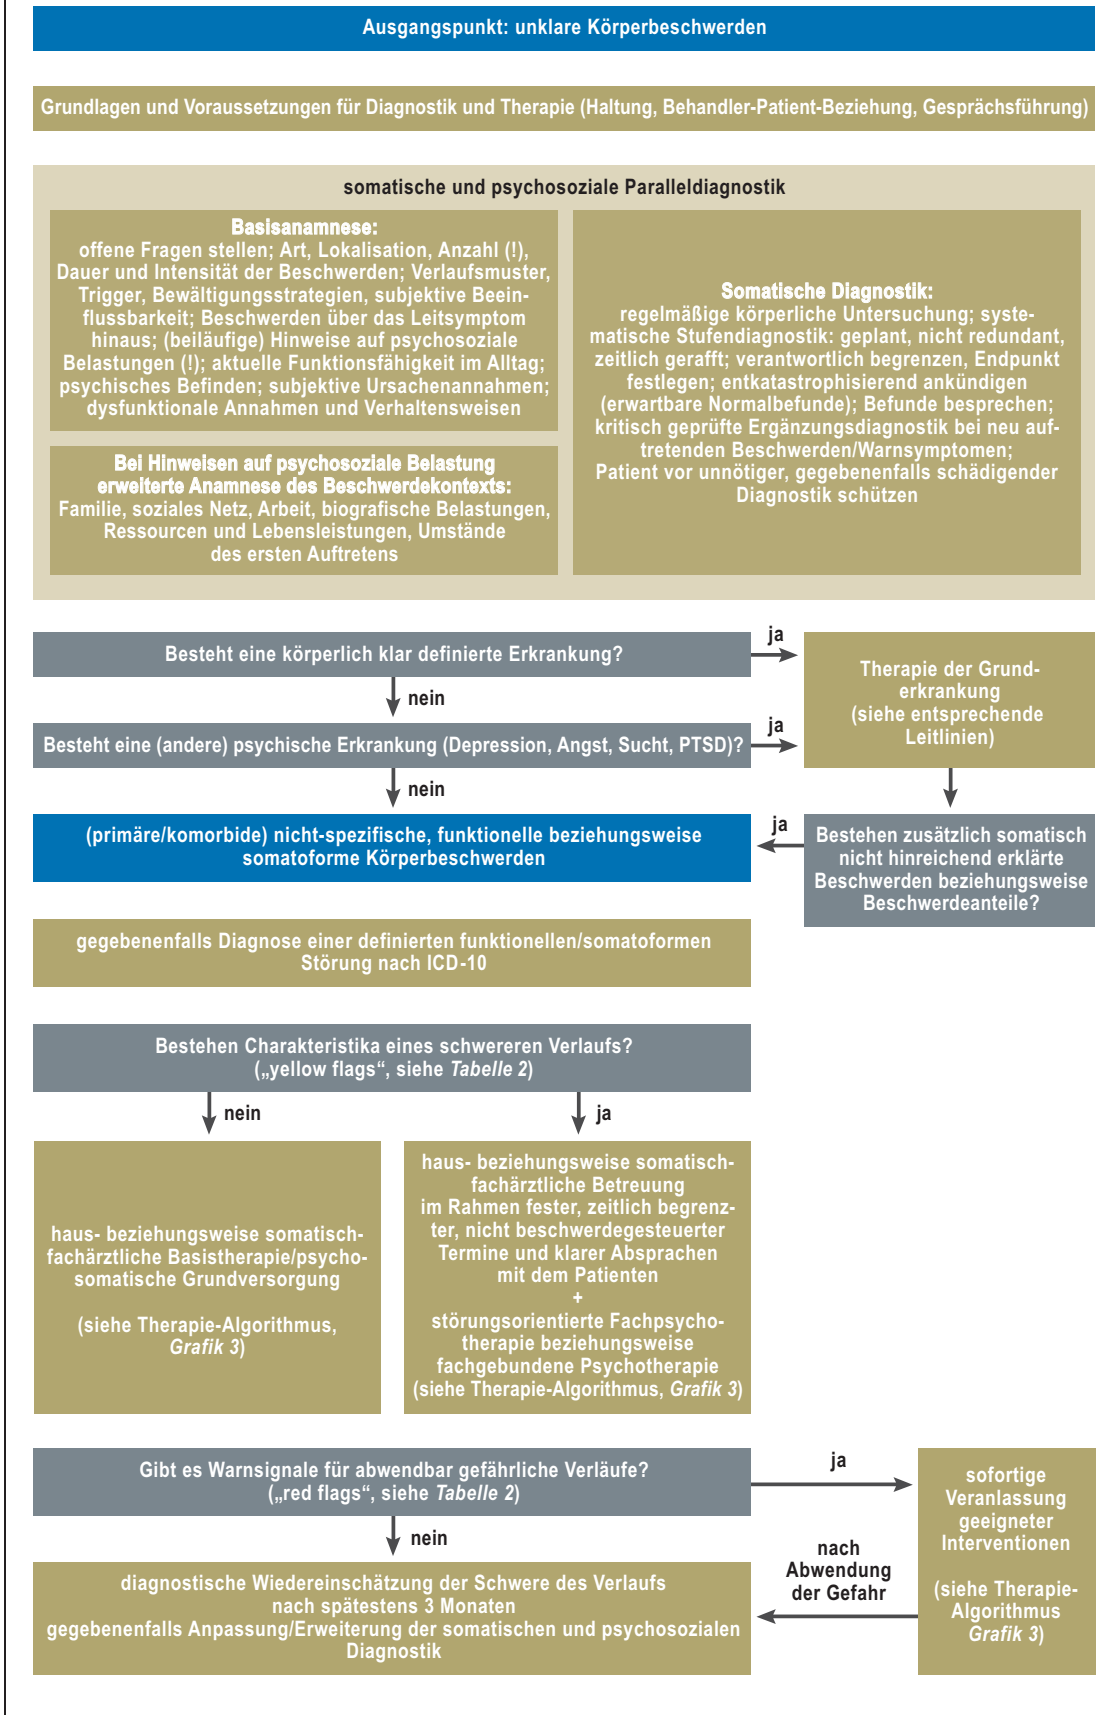 Ausgangspunkt: unklare Körperbeschwerden
Grundlagen und Voraussetzungen für Diagnostik und Therapie (Haltung, Behandler-Patient-Beziehung, Gesprächsführung)
somatische und psychosoziale Paralleldiagnostik
Basisanamnese:
offene Fragen stellen; Art, Lokalisation, Anzahl (!),
Dauer und Intensität der Beschwerden; Verlaufsmuster,
Trigger, Bewältigungsstrategien, subjektive Beein-
flussbarkeit; Beschwerden über das Leitsymptom
hinaus; (beiläufige) Hinweise auf psychosoziale
Belastungen (!); aktuelle Funktionsfähigkeit im Alltag;
psychisches Befinden; subjektive Ursachenannahmen;
dysfunktionale Annahmen und Verhaltensweisen
Bei Hinweisen auf psychosoziale Belastung
erweiterte Anamnese des Beschwerdekontexts:
Familie, soziales Netz, Arbeit, biografische Belastungen,
Ressourcen und Lebensleistungen, Umstände
des ersten Auftretens
Somatische Diagnostik:
regelmäßige körperliche Untersuchung; syste-
matische Stufendiagnostik: geplant, nicht redundant,
zeitlich gerafft; verantwortlich begrenzen, Endpunkt
festlegen; entkatastrophisierend ankündigen
(erwartbare Normalbefunde); Befunde besprechen;
kritisch geprüfte Ergänzungsdiagnostik bei neu auf-
tretenden Beschwerden/Warnsymptomen;
Patient vor unnötiger, gegebenenfalls schädigender
Diagnostik schützen
Besteht eine körperlich klar definierte Erkrankung?
ja
nein
Therapie der Grund-
erkrankung
(siehe entsprechende
Leitlinien)
Besteht eine (andere) psychische Erkrankung (Depression, Angst, Sucht, PTSD)?
ja
nein
(primäre/komorbide) nicht-spezifische, funktionelle beziehungsweise
somatoforme Körperbeschwerden
ja
Bestehen zusätzlich somatisch
nicht hinreichend erklärte
Beschwerden beziehungsweise
Beschwerdeanteile?
gegebenenfalls Diagnose einer definierten funktionellen/somatoformen
Störung nach ICD-10
Bestehen Charakteristika eines schwereren Verlaufs?
(„yellow flags“, siehe Tabelle 2)
nein
ja
haus- beziehungsweise somatisch-
fachärztliche Basistherapie/psycho-
somatische Grundversorgung
(siehe Therapie-Algorithmus,
Grafik 3)
haus- beziehungsweise somatisch-
fachärztliche Betreuung
im Rahmen fester, zeitlich begrenz-
ter, nicht beschwerdegesteuerter
Termine und klarer Absprachen
mit dem Patienten
+
störungsorientierte Fachpsycho-
therapie beziehungsweise
fachgebundene Psychotherapie
(siehe Therapie-Algorithmus, Grafik 3)
Gibt es Warnsignale für abwendbar gefährliche Verläufe?
(„red flags“, siehe Tabelle 2)
ja
nein
sofortige
Veranlassung
geeigneter
Interventionen
(siehe Therapie-
Algorithmus
Grafik 3)
nach
Abwendung
der Gefahr
diagnostische Wiedereinschätzung der Schwere des Verlaufs
nach spätestens 3 Monaten
gegebenenfalls Anpassung/Erweiterung der somatischen und psychosozialen
Diagnostik